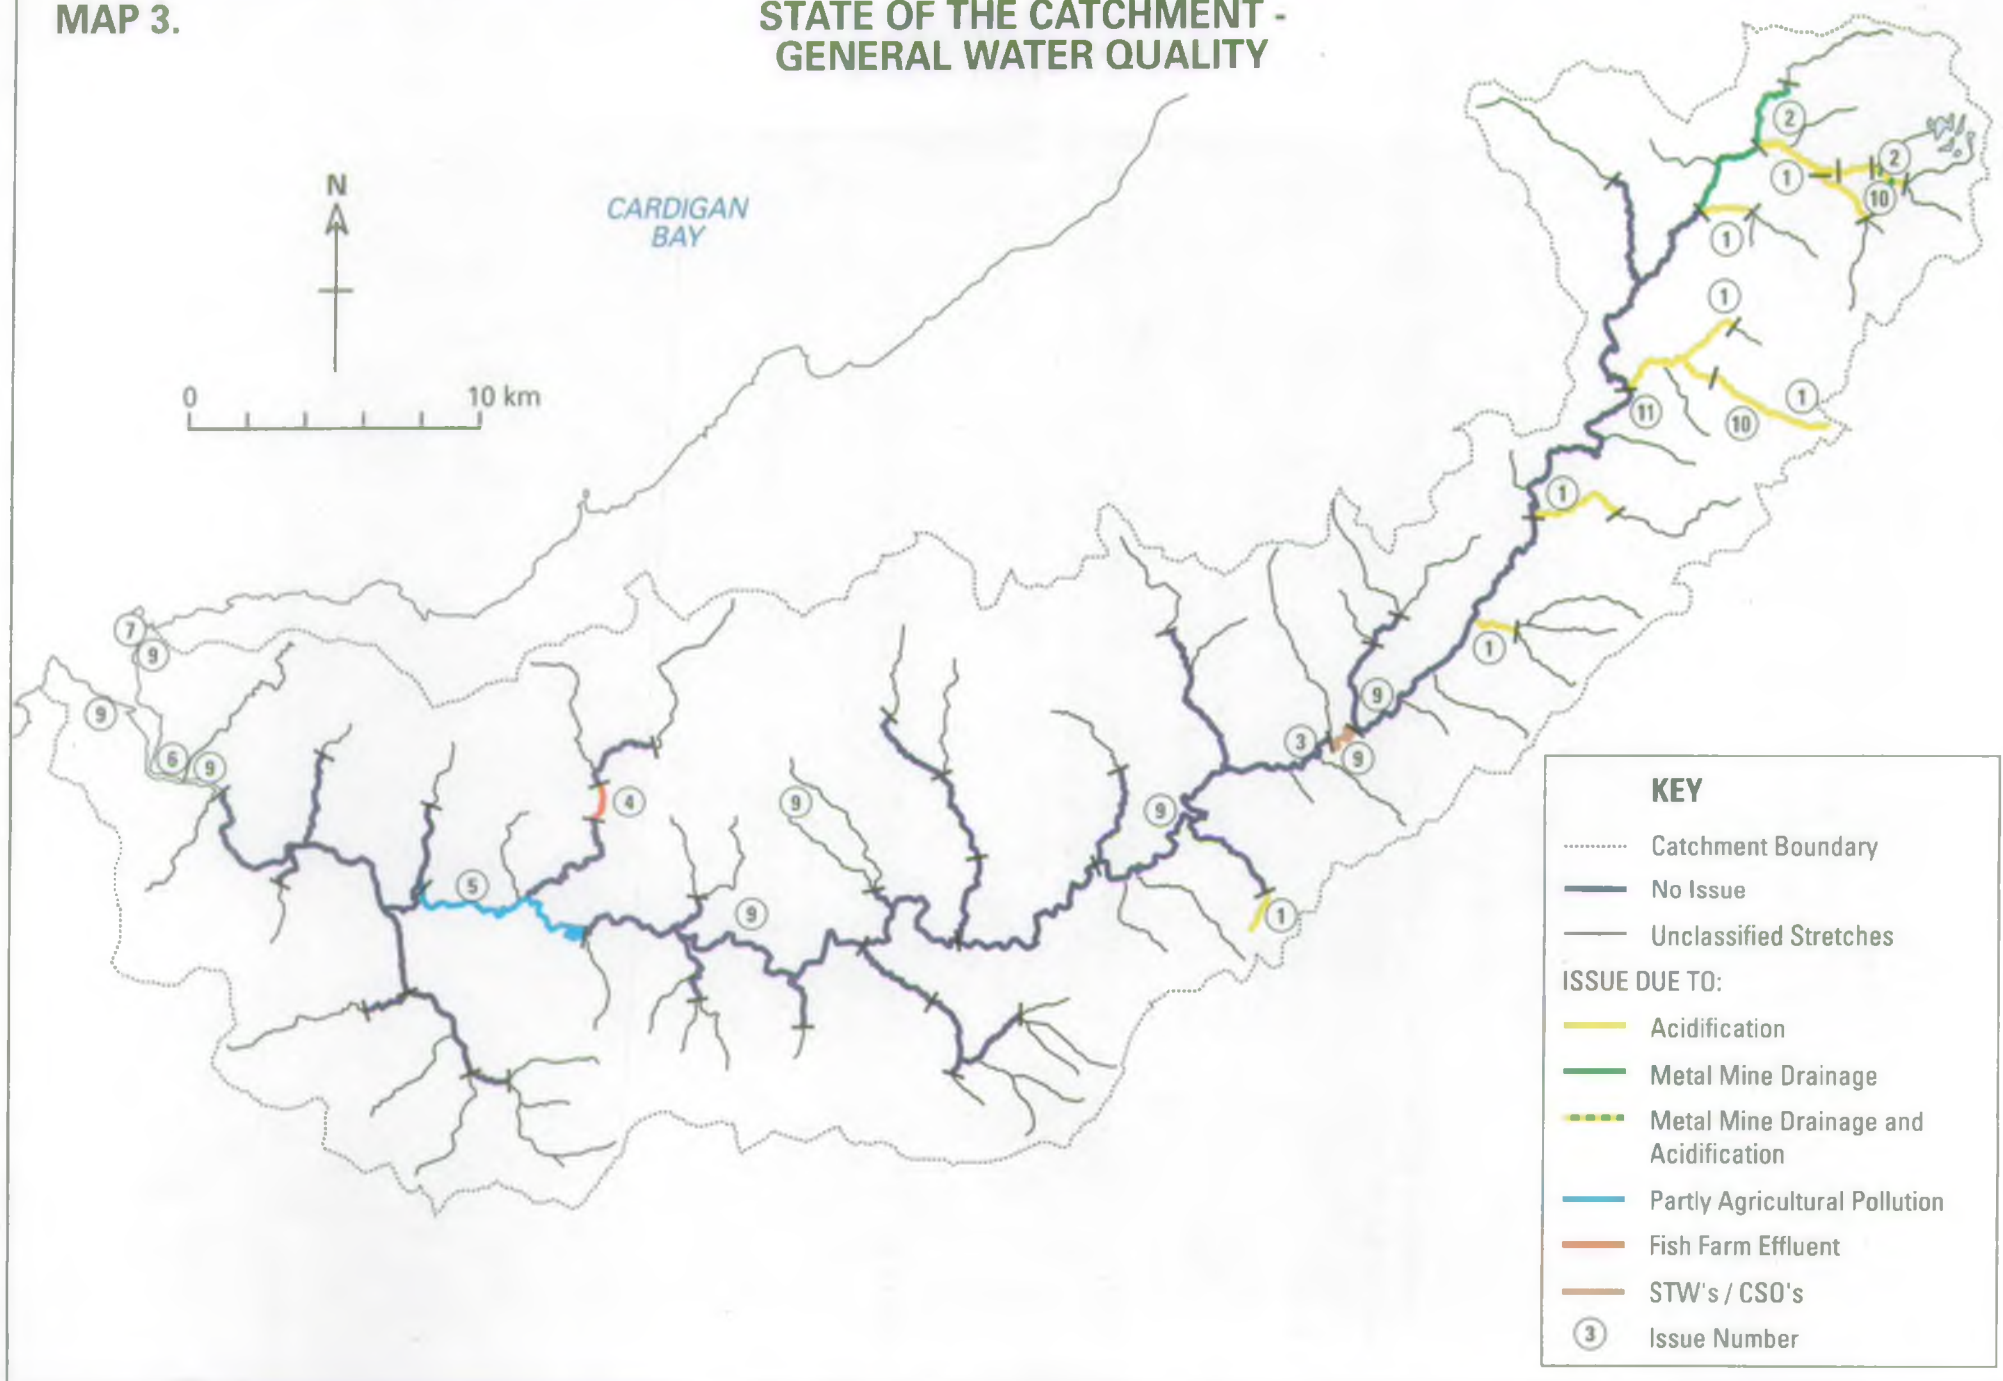 MAP 3.
STATE OF THE CATCHMENT -
GENERAL WATER QUALITY
N
CARDIGAN
BAY
0 10 km
2
2
1
10
1
1
1
11
10
1
1
7
9
9
6
9
1
9
3
9
4
9
9
5
9
1
KEY
Catchment Boundary
No Issue
Unclassified Stretches
ISSUE DUE TO:
Acidification
Metal Mine Drainage
Metal Mine Drainage and
Acidification
Partly Agricultural Pollution
Fish Farm Effluent
STW's / CSO's
3 Issue Number